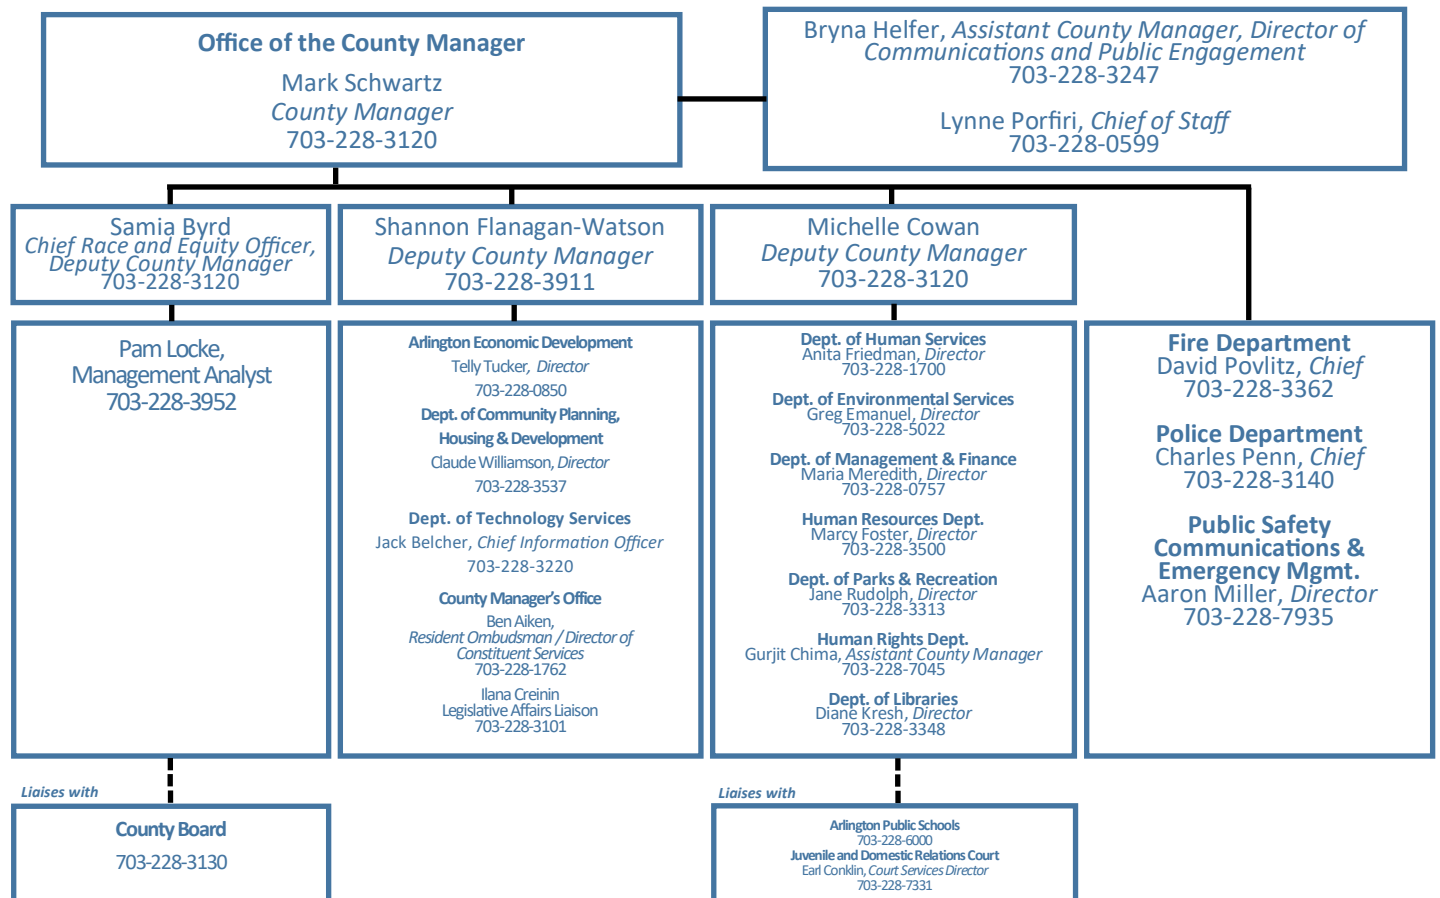 Office of the County Manager
Mark Schwartz
County Manager
703-228-3120
Bryna Helfer, Assistant County Manager, Director of
Communications and Public Engagement
703-228-3247
Lynne Porfiri, Chief of Staff
703-228-0599
Samia Byrd
Chief Race and Equity Officer,
Deputy County Manager
703-228-3120
Shannon Flanagan-Watson
Deputy County Manager
703-228-3911
Michelle Cowan
Deputy County Manager
703-228-3120
Pam Locke,
Management Analyst
703-228-3952
Arlington Economic Development
Telly Tucker, Director
703-228-0850
Dept. of Community Planning,
Housing & Development
Claude Williamson, Director
703-228-3537
Dept. of Technology Services
Jack Belcher, Chief Information Officer
703-228-3220
County Manager's Office
Ben Aiken,
Resident Ombudsman / Director of
Constituent Services
703-228-1762
Ilana Creinin
Legislative Affairs Liaison
703-228-3101
Dept. of Human Services
Anita Friedman, Director
703-228-1700
Dept. of Environmental Services
Greg Emanuel, Director
703-228-5022
Dept. of Management & Finance
Maria Meredith, Director
703-228-0757
Human Resources Dept.
Marcy Foster, Director
703-228-3500
Dept. of Parks & Recreation
Jane Rudolph, Director
703-228-3313
Human Rights Dept.
Gurjit Chima, Assistant County Manager
703-228-7045
Dept. of Libraries
Diane Kresh, Director
703-228-3348
Fire Department
David Povlitz, Chief
703-228-3362
Police Department
Charles Penn, Chief
703-228-3140
Public Safety
Communications &
Emergency Mgmt.
Aaron Miller, Director
703-228-7935
Liaises with
County Board
703-228-3130
Liaises with
Arlington Public Schools
703-228-6000
Juvenile and Domestic Relations Court
Earl Conklin, Court Services Director
703-228-7331